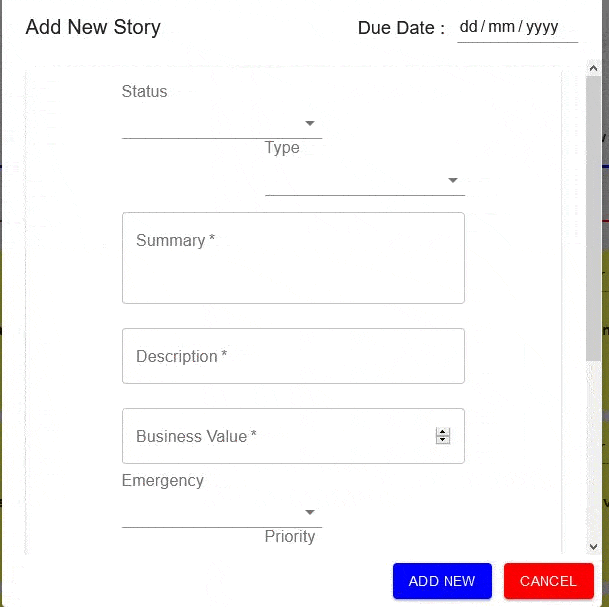 Add New Story
Due Date : dd/mm/yyyy
Status
Type
Summary *
Description *
Business Value *
Emergency
Priority
ADD NEW
CANCEL